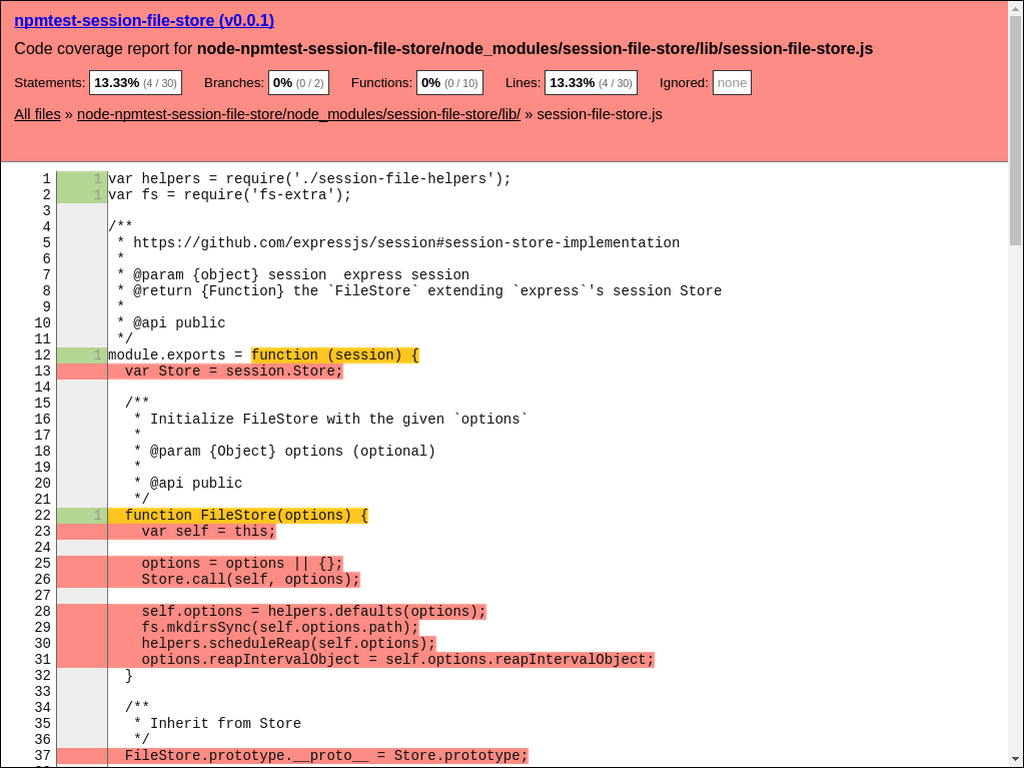 npmtest-session-file-store (v0.0.1)
Code coverage report for node-npmtest-session-file-store/node_modules/session-file-store/lib/session-file-store.js
Statements: 13.33% (4 / 30) Branches: 0% (0 / 2) Functions: 0% (0 / 10) Lines: 13.33% (4 / 30) Ignored: none
All files » node-npmtest-session-file-store/node_modules/session-file-store/lib/ » session-file-store.js
1 1 var helpers = require('./session-file-helpers');
2 1 var fs = require('fs-extra');
3
4 /**
5 * https://github.com/expressjs/session#session-store-implementation
6 *
7 * @param {object} session  express session
8 * @return {Function} the `FileStore` extending `express`'s session Store
9 *
10 * @api public
11 */
12 1 module.exports = function (session) {
13 var Store = session.Store;
14
15 /**
16 * Initialize FileStore with the given `options`
17 *
18 * @param {Object} options (optional)
19 *
20 * @api public
21 */
22 1 function FileStore(options) {
23 var self = this;
24
25 options = options || {};
26 Store.call(self, options);
27
28 self.options = helpers.defaults(options);
29 fs.mkdirsSync(self.options.path);
30 helpers.scheduleReap(self.options);
31 options.reapIntervalObject = self.options.reapIntervalObject;
32 }
33
34 /**
35 * Inherit from Store
36 */
37 FileStore.prototype.__proto__ = Store.prototype;